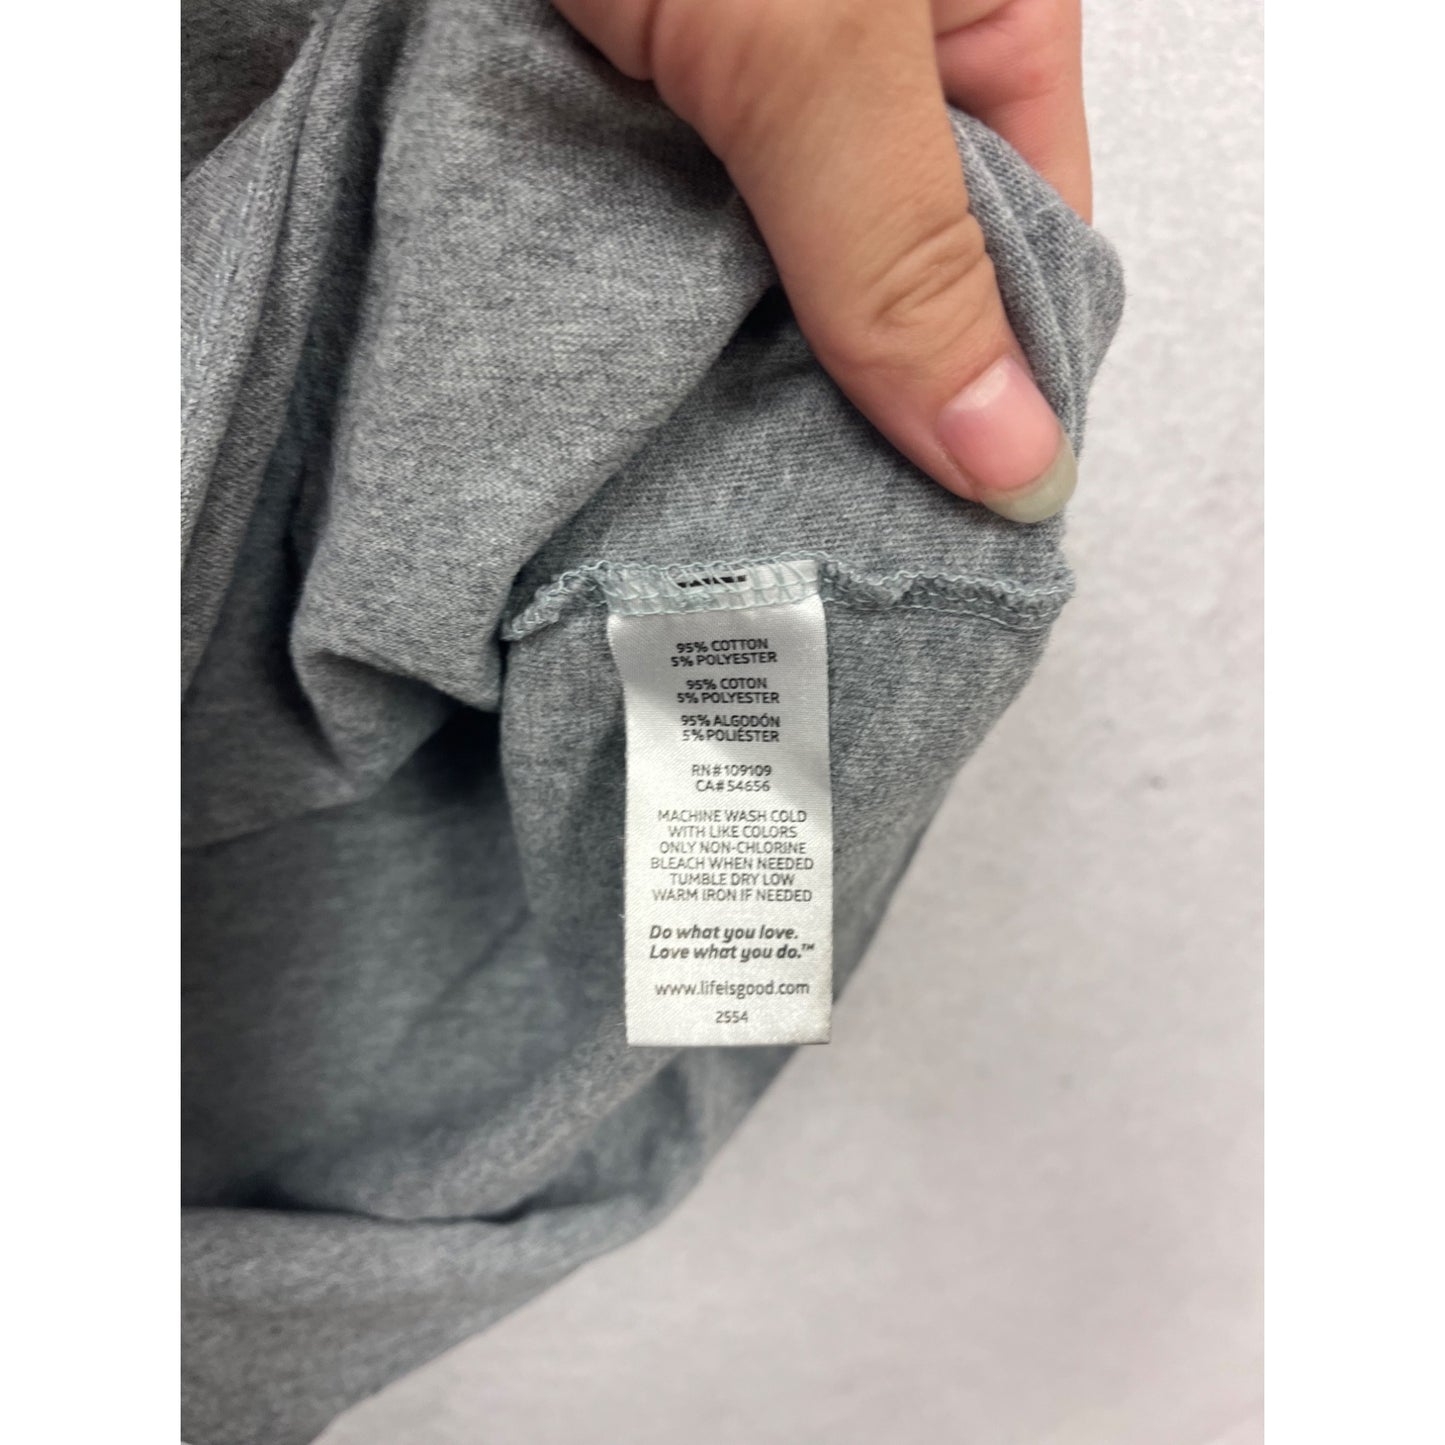 95% COTTON
5% POLYESTER
95% COTON
5% POLYESTER
95% ALGODÓN
5% POLIÉSTER
RN#109109
CA#54656
MACHINE WASH COLD
WITH LIKE COLORS
ONLY NON-CHLORINE
BLEACH WHEN NEEDED
TUMBLE DRY LOW
WARM IRON IF NEEDED
Do what you love.
Love what you do.™
www.lifeisgood.com
2554